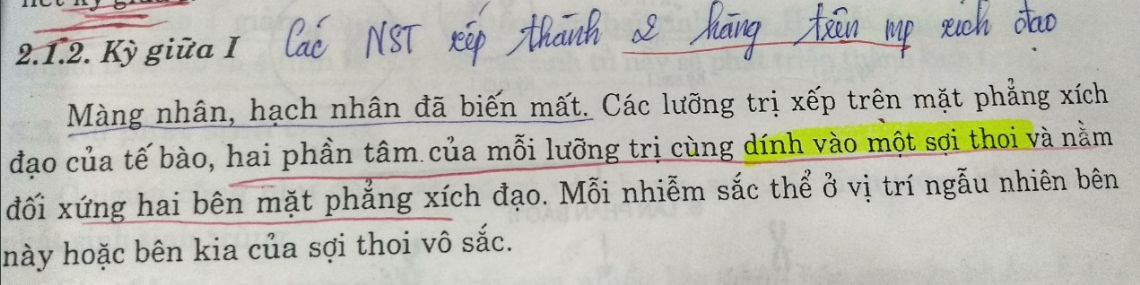 2.1.2. Kỳ giữa I Các NST xếp thành 2 hàng trên mp xích đạo
Màng nhân, hạch nhân đã biến mất. Các lưỡng trị xếp trên mặt phẳng xích
đạo của tế bào, hai phần tâm của mỗi lưỡng trị cùng dính vào một sợi thoi và nằm
đối xứng hai bên mặt phẳng xích đạo. Mỗi nhiễm sắc thể ở vị trí ngẫu nhiên bên
này hoặc bên kia của sợi thoi vô sắc.